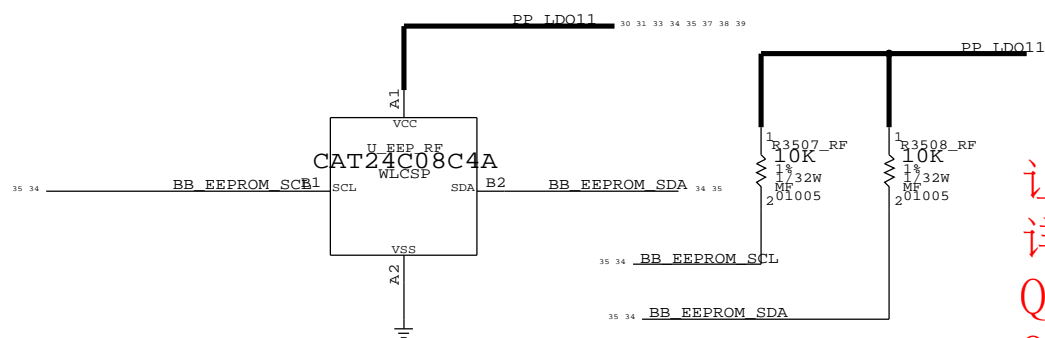 PP_LDO11 30 31 33 34 35 37 38 39
PP_LDO11
A1
VCC
U_EEP_RF
CAT24C08C4A
WLCSP
35 34 BB_EEPROM_SCL B1 SCL
SDA B2 BB_EEPROM_SDA 34 35
VSS
A2
1 R3507_RF
10K
1%
1/32W
MF
2 01005
1 R3508_RF
10K
1%
1/32W
MF
2 01005
35 34 BB_EEPROM_SCL
35 34 BB_EEPROM_SDA
Q